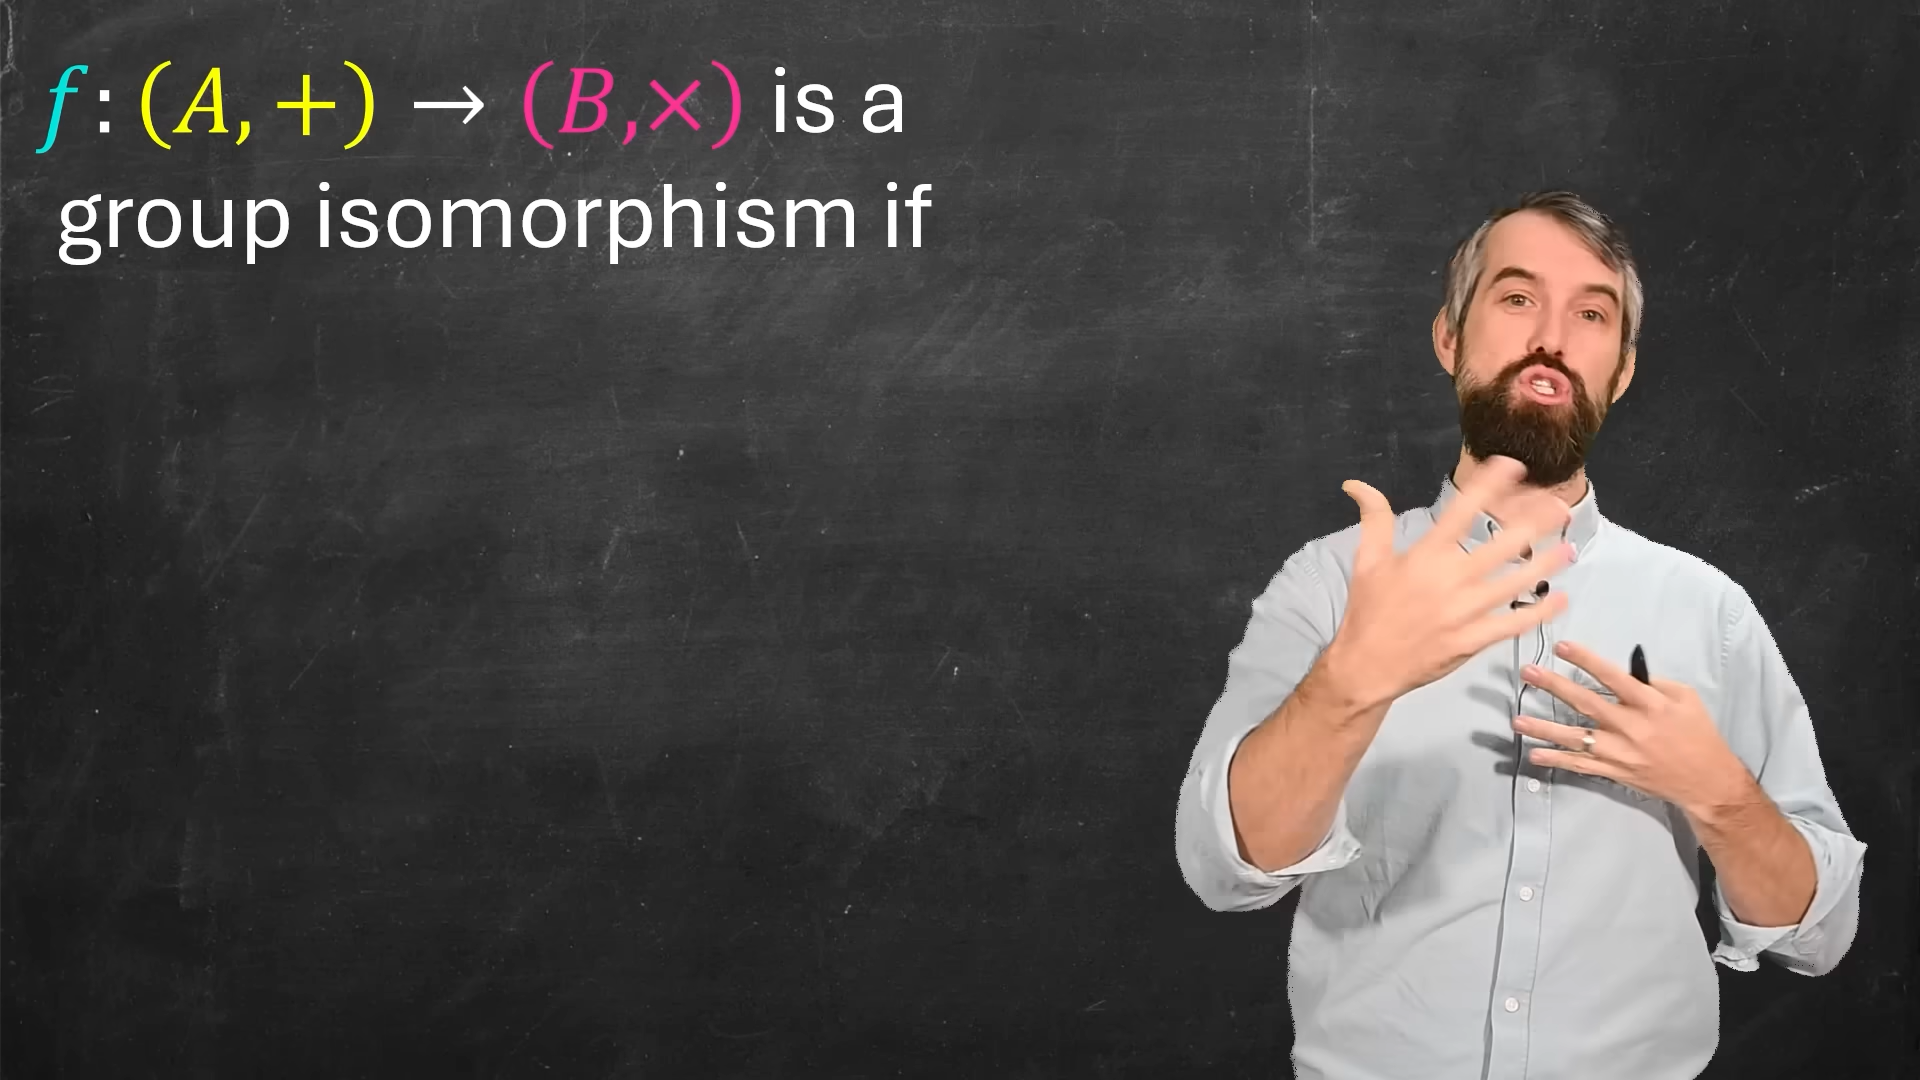 f : (A, +) → (B,×) is a
group isomorphism if